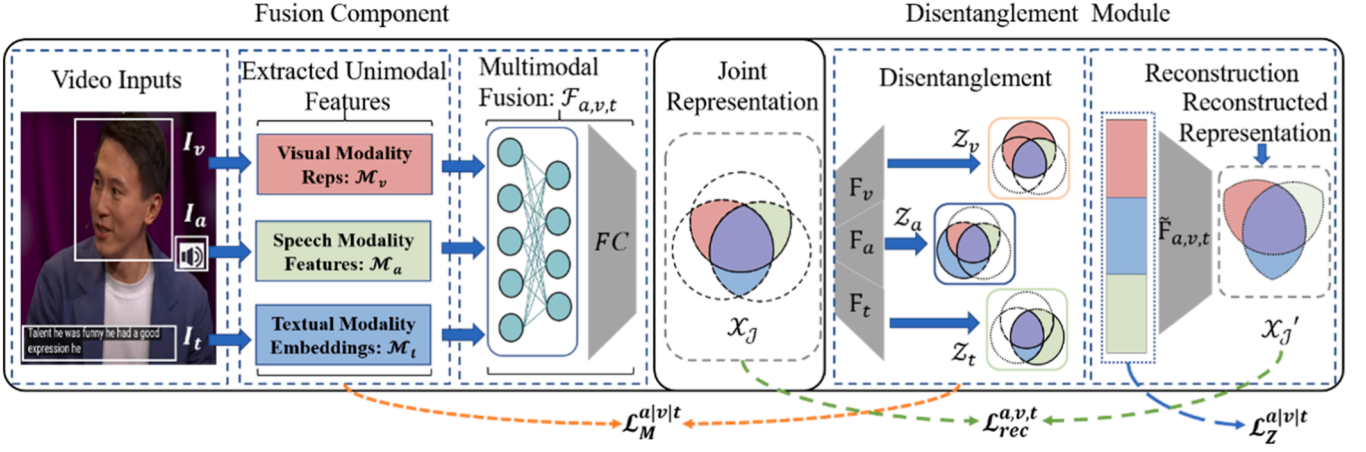 Fusion Component
Disentanglement Module
Video Inputs
I_v
I_a
I_t
Talent he was funny he had a good
expression he
Extracted Unimodal
Features
Visual Modality
Reps: ℳ_v
Speech Modality
Features: ℳ_a
Textual Modality
Embeddings: ℳ_t
Multimodal
Fusion: ℱ_{a,v,t}
FC
Joint
Representation
𝒳_𝒥
Disentanglement
F_v
F_a
F_t
𝒵_v
𝒵_a
𝒵_t
Reconstruction
Reconstructed
Representation
F̃_{a,v,t}
𝒳_𝒥′
ℒ_M^{a|v|t}
ℒ_{rec}^{a,v,t}
ℒ_Z^{a|v|t}